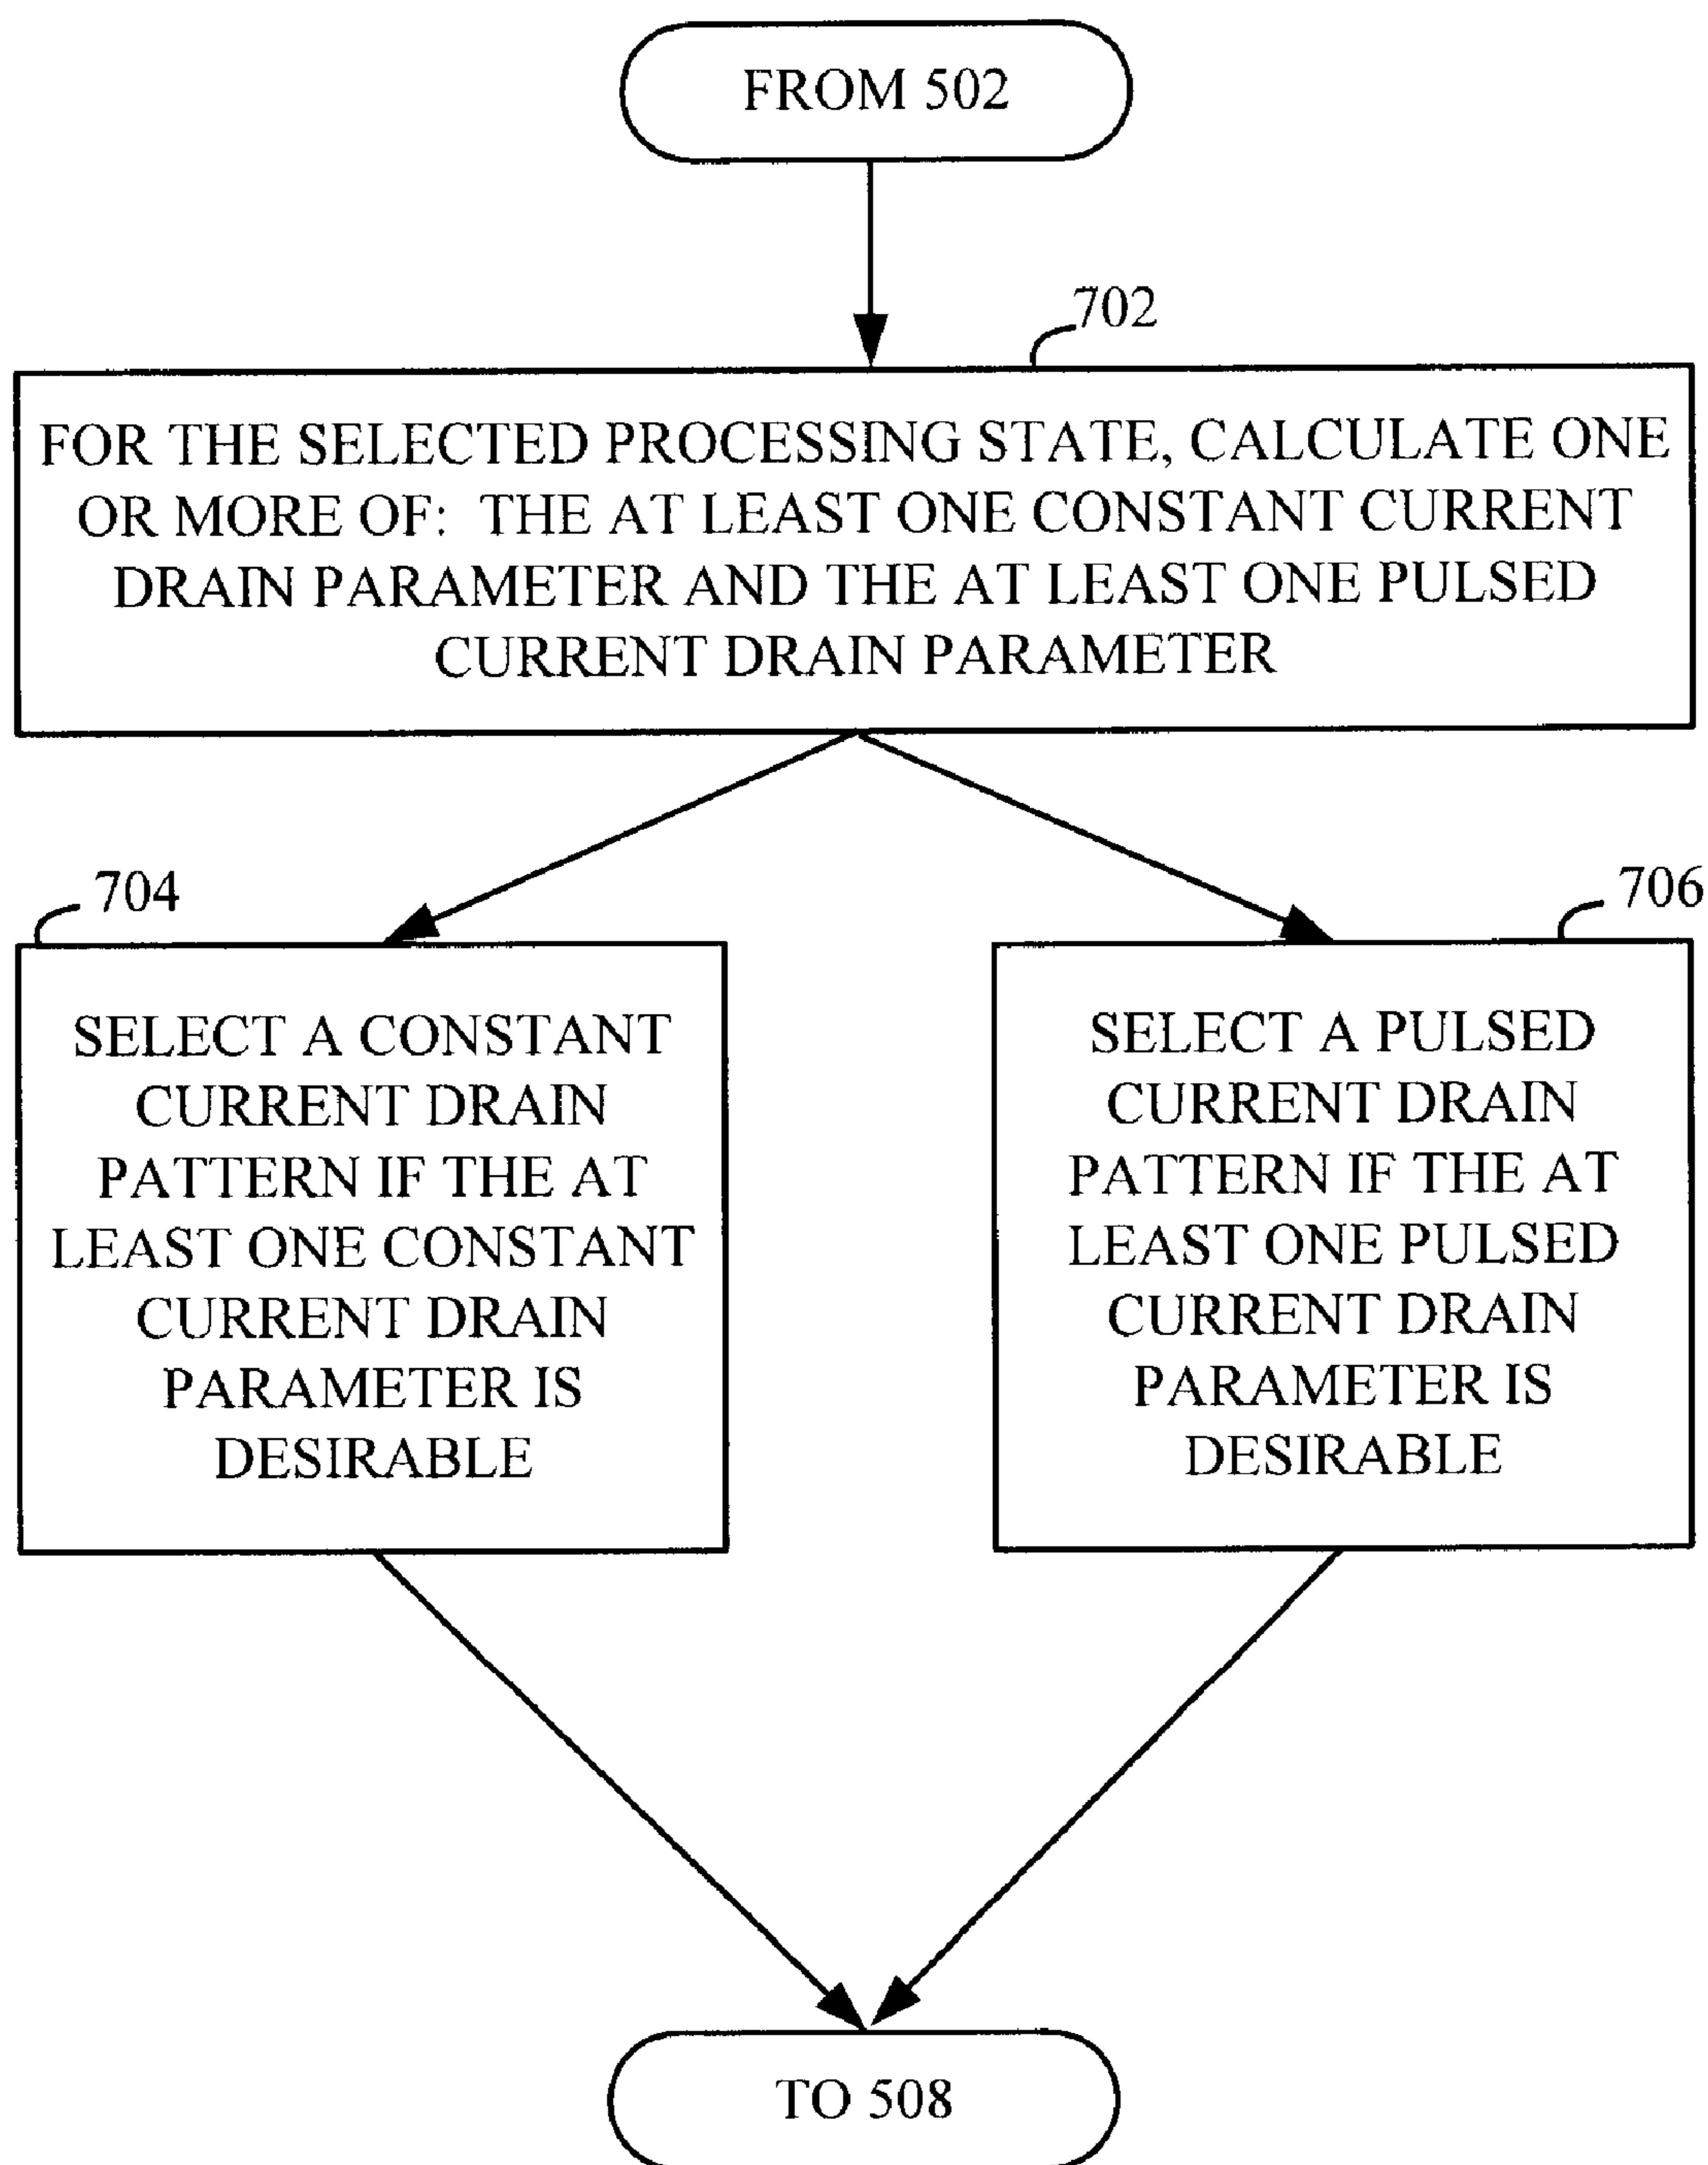 FROM 502
702
FOR THE SELECTED PROCESSING STATE, CALCULATE ONE
OR MORE OF: THE AT LEAST ONE CONSTANT CURRENT
DRAIN PARAMETER AND THE AT LEAST ONE PULSED
CURRENT DRAIN PARAMETER
704
SELECT A CONSTANT
CURRENT DRAIN
PATTERN IF THE AT
LEAST ONE CONSTANT
CURRENT DRAIN
PARAMETER IS
DESIRABLE
706
SELECT A PULSED
CURRENT DRAIN
PATTERN IF THE AT
LEAST ONE PULSED
CURRENT DRAIN
PARAMETER IS
DESIRABLE
TO 508